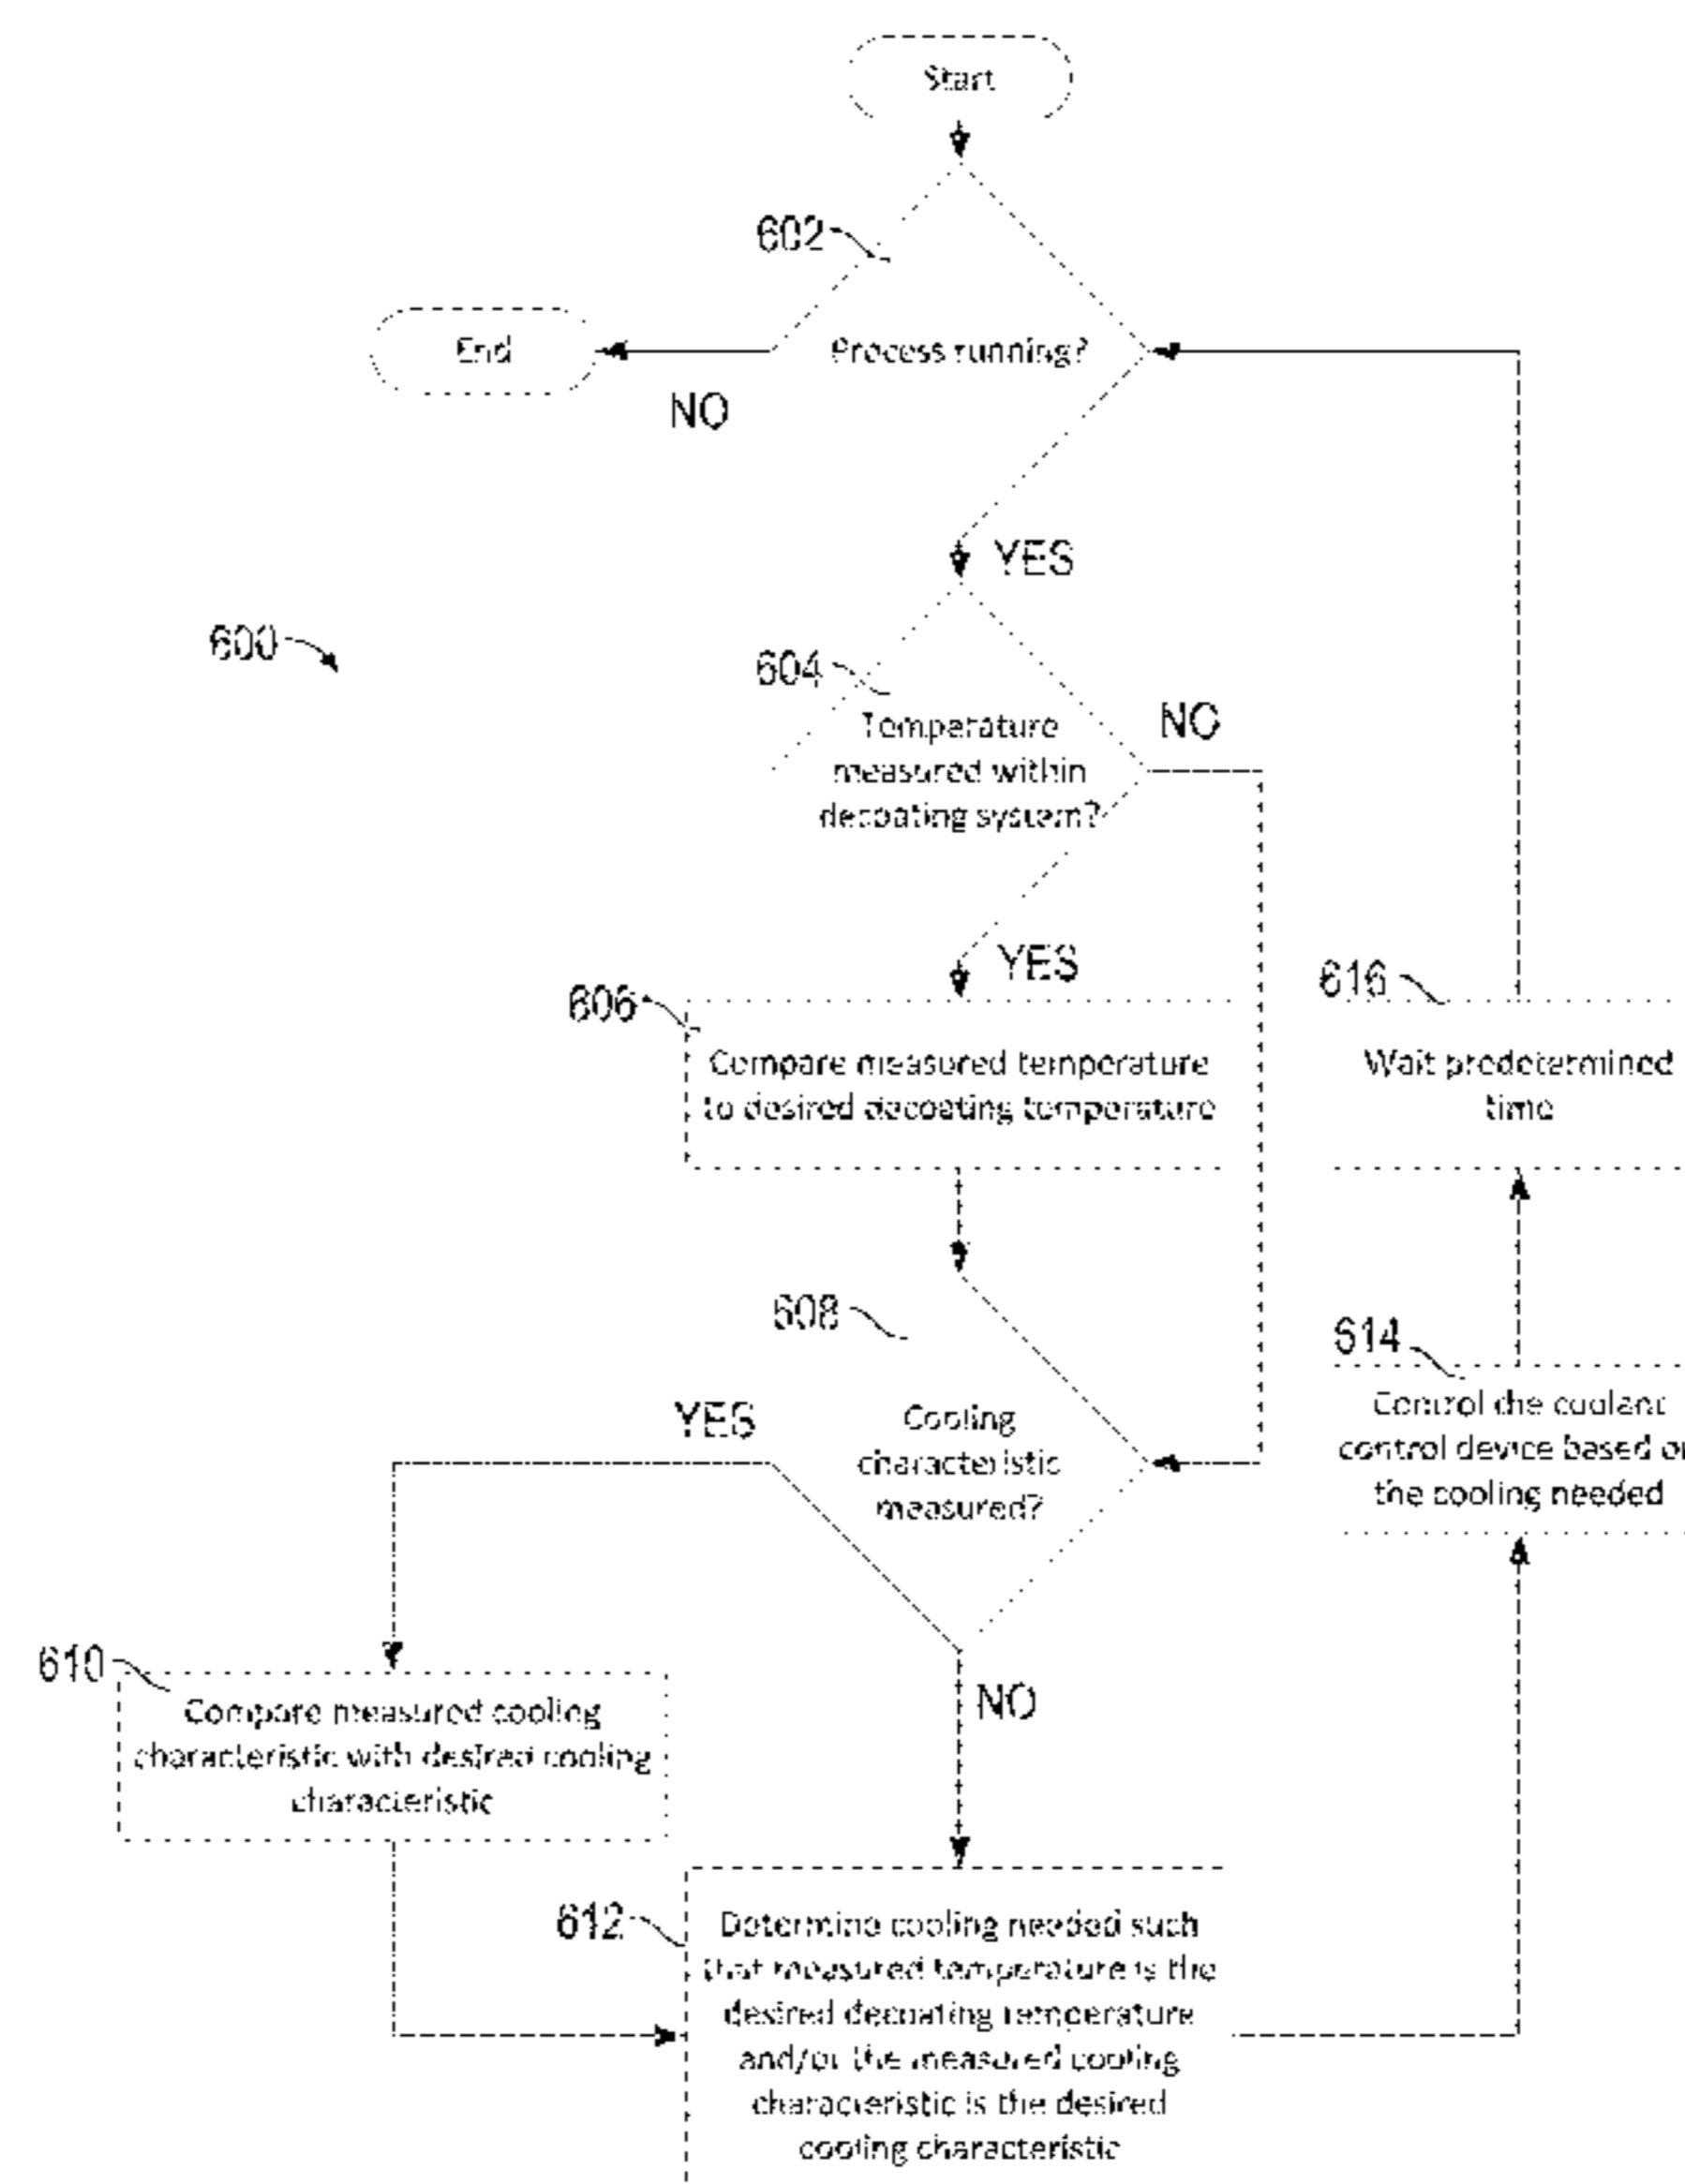 Start
602
End
Process running?
NO
YES
600
604
Temperature
measured within
decoating system?
NO
YES
606
Compare measured temperature
to desired decoating temperature
616
Wait predetermined
time
608
Cooling
characteristic
measured?
YES
614
Control the coolant
control device based on
the cooling needed
610
Compare measured cooling
characteristic with desired cooling
characteristic
NO
612
Determine cooling needed such
that measured temperature is the
desired decoating temperature
and/or the measured cooling
characteristic is the desired
cooling characteristic